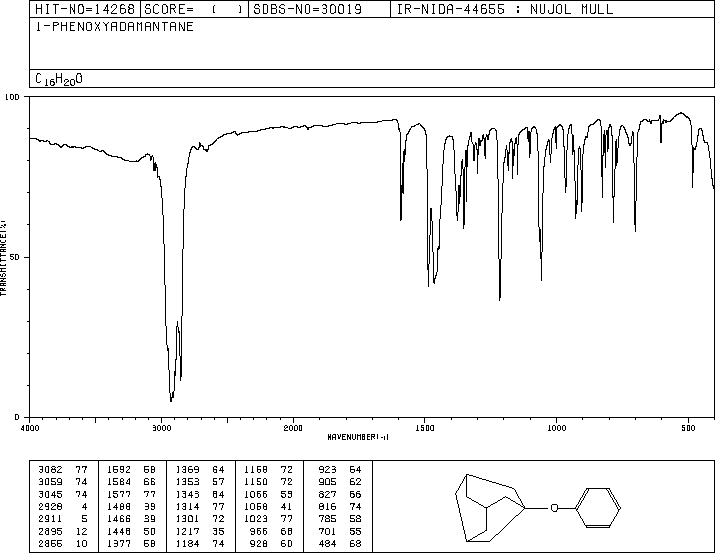 HIT-NO=14268 SCORE= ( ) SDBS-NO=30019 IR-NIDA-44655 : NUJOL MULL
1-PHENOXYADAMANTANE
C16H20O
100
50
0
TRANSMITTANCE(%)
4000 3000 2000 1500 1000 500
WAVENUMBER(-1)
3082 77 1592 58 1369 64 1168 72 923 64
3059 74 1584 66 1353 57 1150 72 905 62
3045 74 1577 77 1343 64 1066 59 827 66
2928 4 1488 39 1314 77 1058 41 816 74
2911 5 1466 39 1301 72 1023 77 785 58
2895 12 1448 50 1217 35 966 68 701 55
2855 10 1377 58 1184 74 928 60 484 68
O